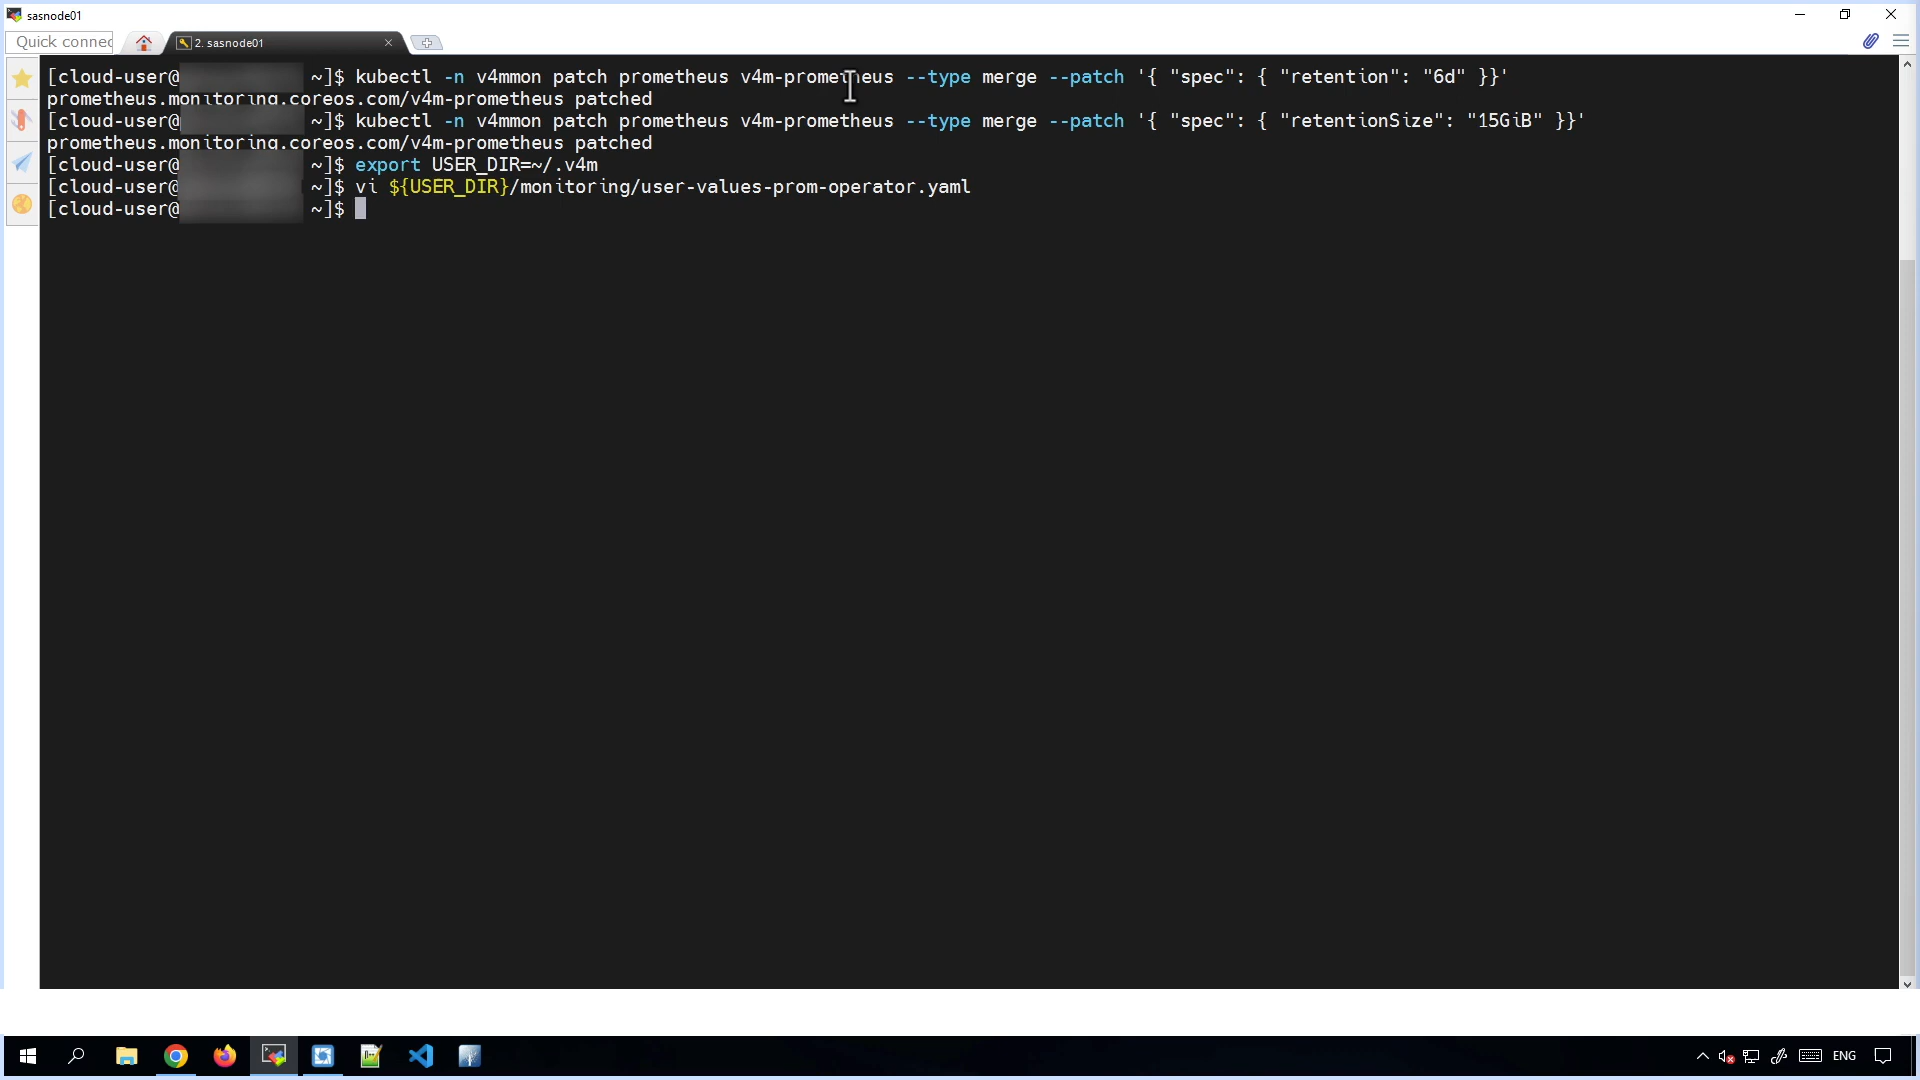 sasnode01
Quick connec
2. sasnode01
[cloud-user@ ~]$ kubectl -n v4mmon patch prometheus v4m-prometheus --type merge --patch '{ "spec": { "retention": "6d" }}'
prometheus.monitoring.coreos.com/v4m-prometheus patched
[cloud-user@ ~]$ kubectl -n v4mmon patch prometheus v4m-prometheus --type merge --patch '{ "spec": { "retentionSize": "15GiB" }}'
prometheus.monitoring.coreos.com/v4m-prometheus patched
[cloud-user@ ~]$ export USER_DIR=~/.v4m
[cloud-user@ ~]$ vi ${USER_DIR}/monitoring/user-values-prom-operator.yaml
[cloud-user@ ~]$
ENG